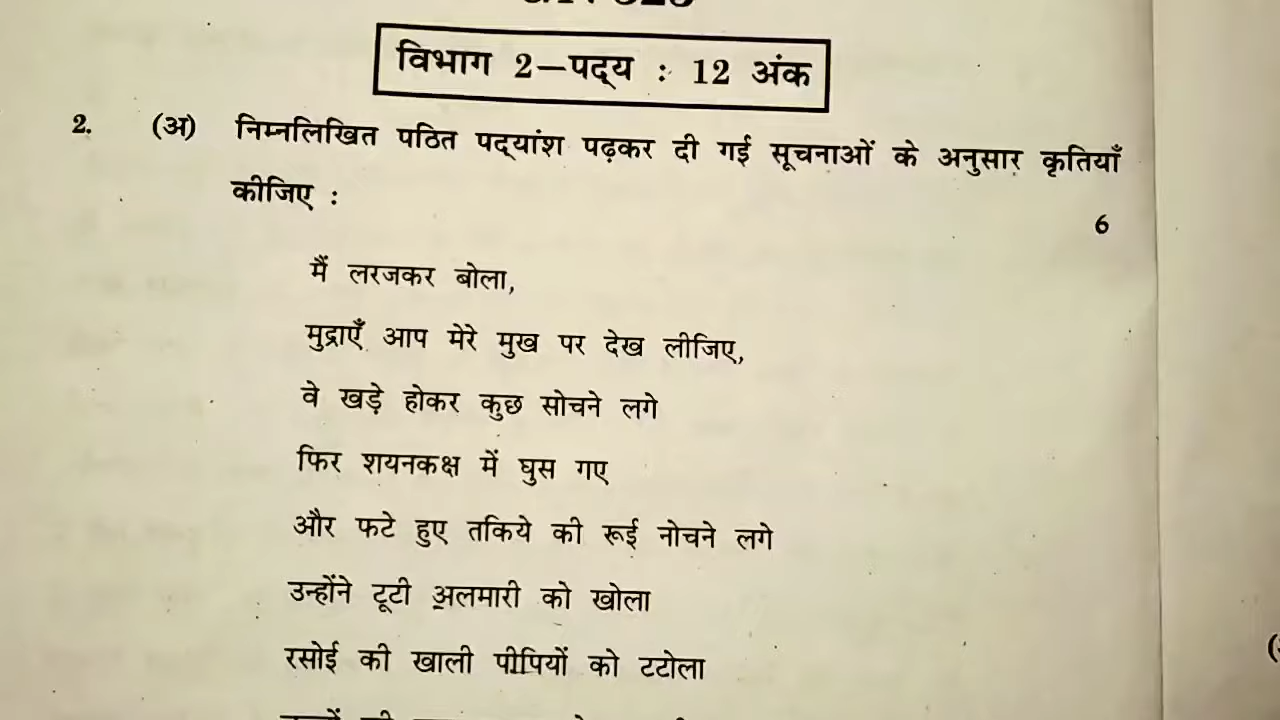 विभाग 2—पद्य : 12 अंक
2. (अ) निम्नलिखित पठित पद्यांश पढ़कर दी गई सूचनाओं के अनुसार कृतियाँ
कीजिए :
6
मैं लरजकर बोला,
मुद्राएँ आप मेरे मुख पर देख लीजिए,
वे खड़े होकर कुछ सोचने लगे
फिर शयनकक्ष में घुस गए
और फटे हुए तकिये की रूई नोचने लगे
उन्होंने टूटी अलमारी को खोला
रसोई की खाली पीपियों को टटोला